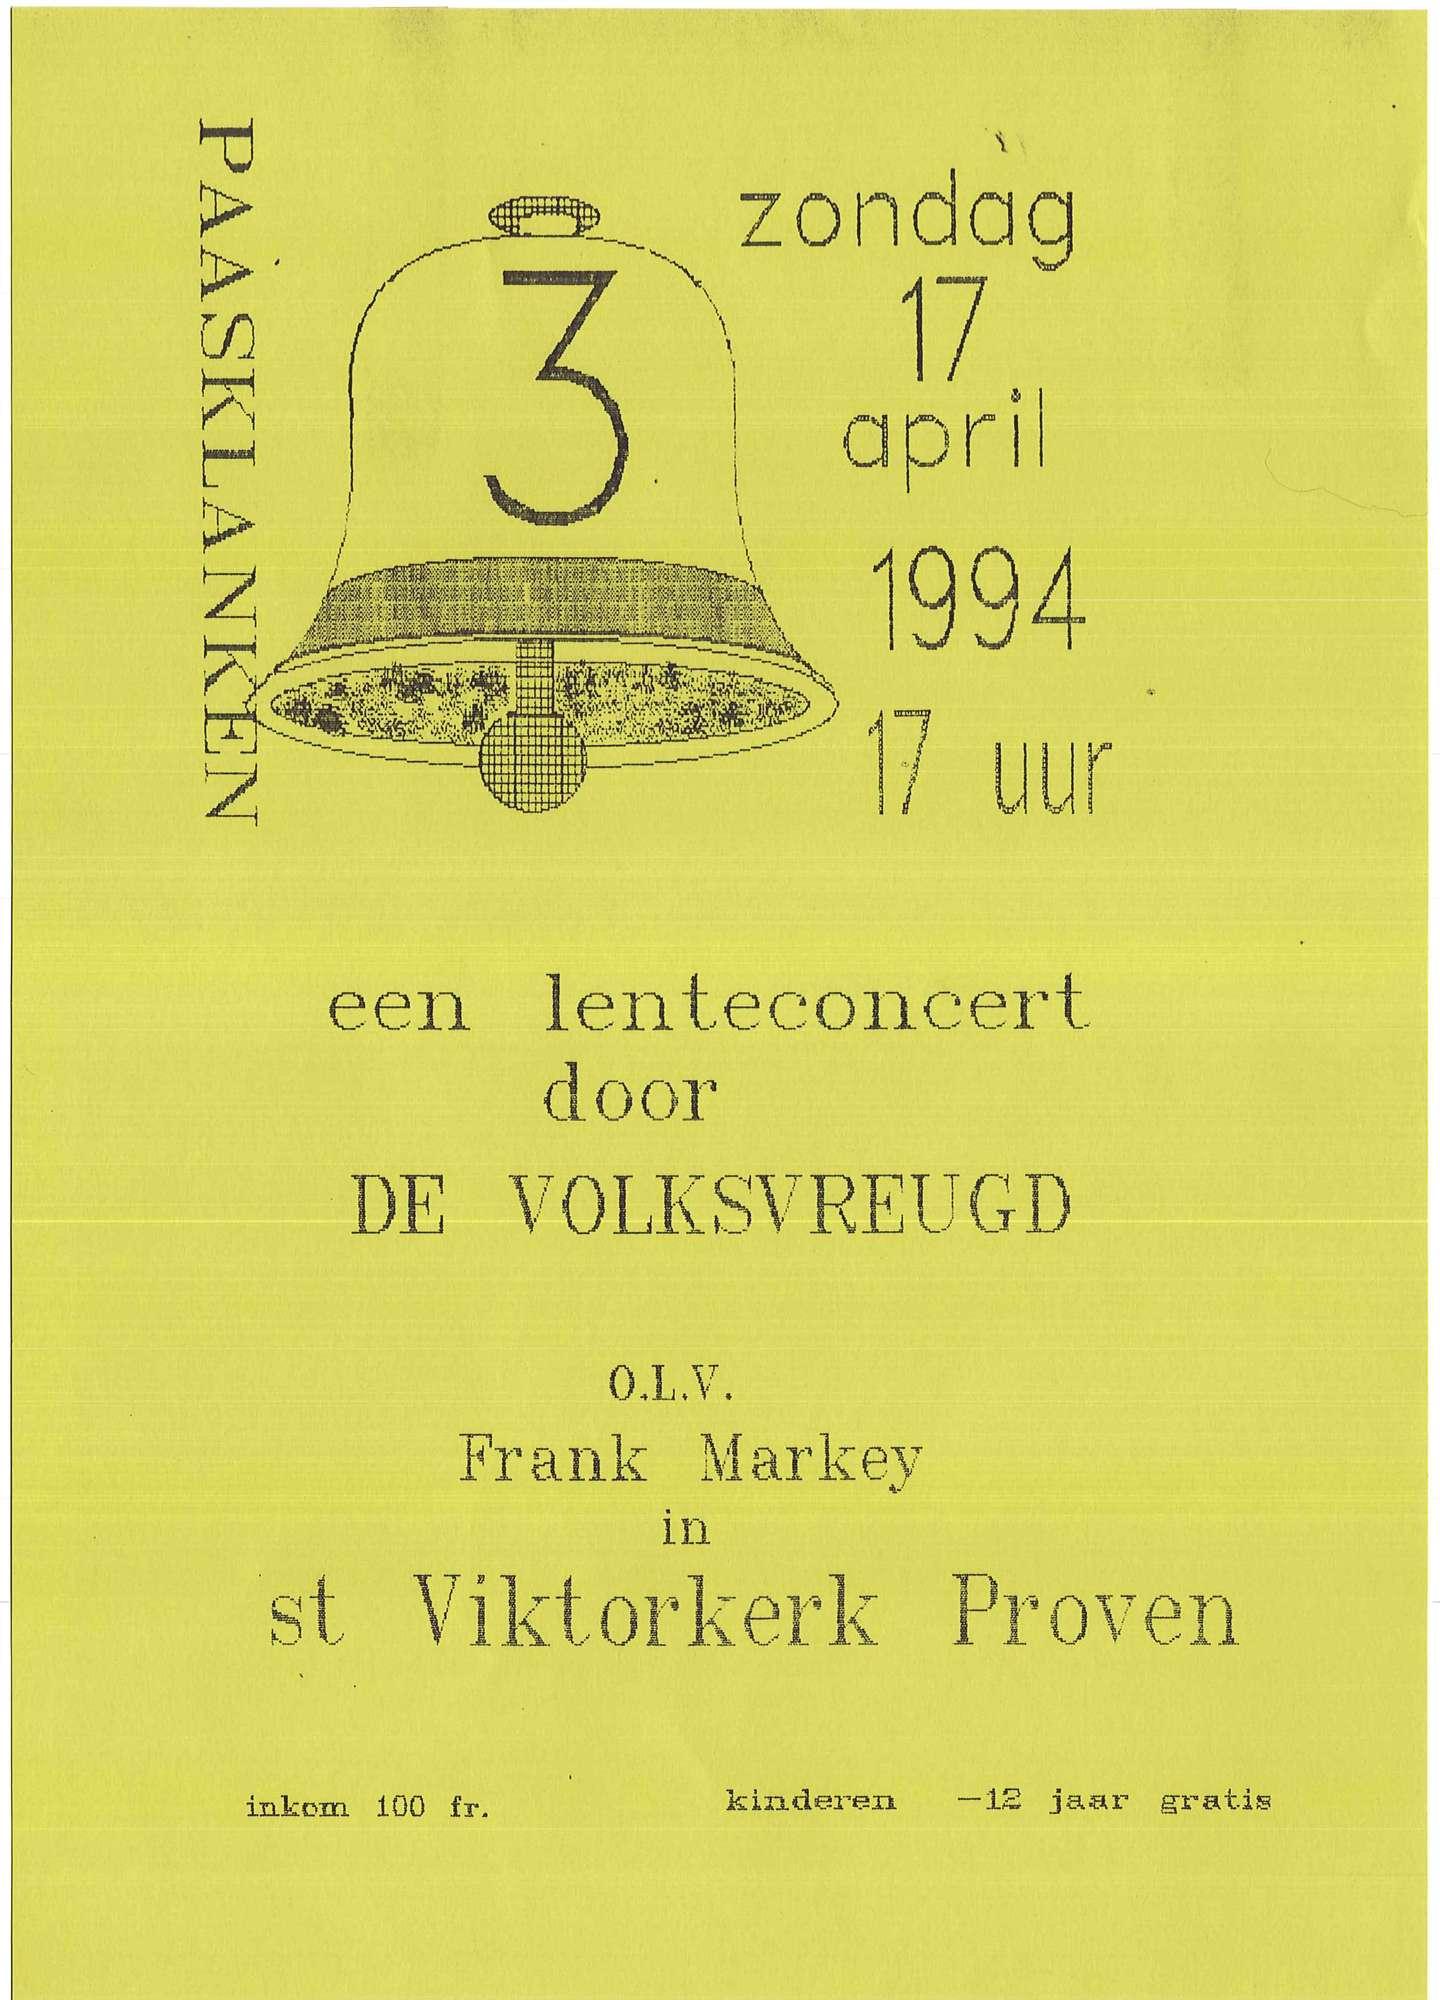 PAASKLANKEN
3
zondag
17
april
1994
17 uur
een lenteconcert
door
DE VOLKSVREUGD
O.L.V.
Frank Markey
in
st Viktorkerk Proven
inkom 100 fr.
kinderen -12 jaar gratis